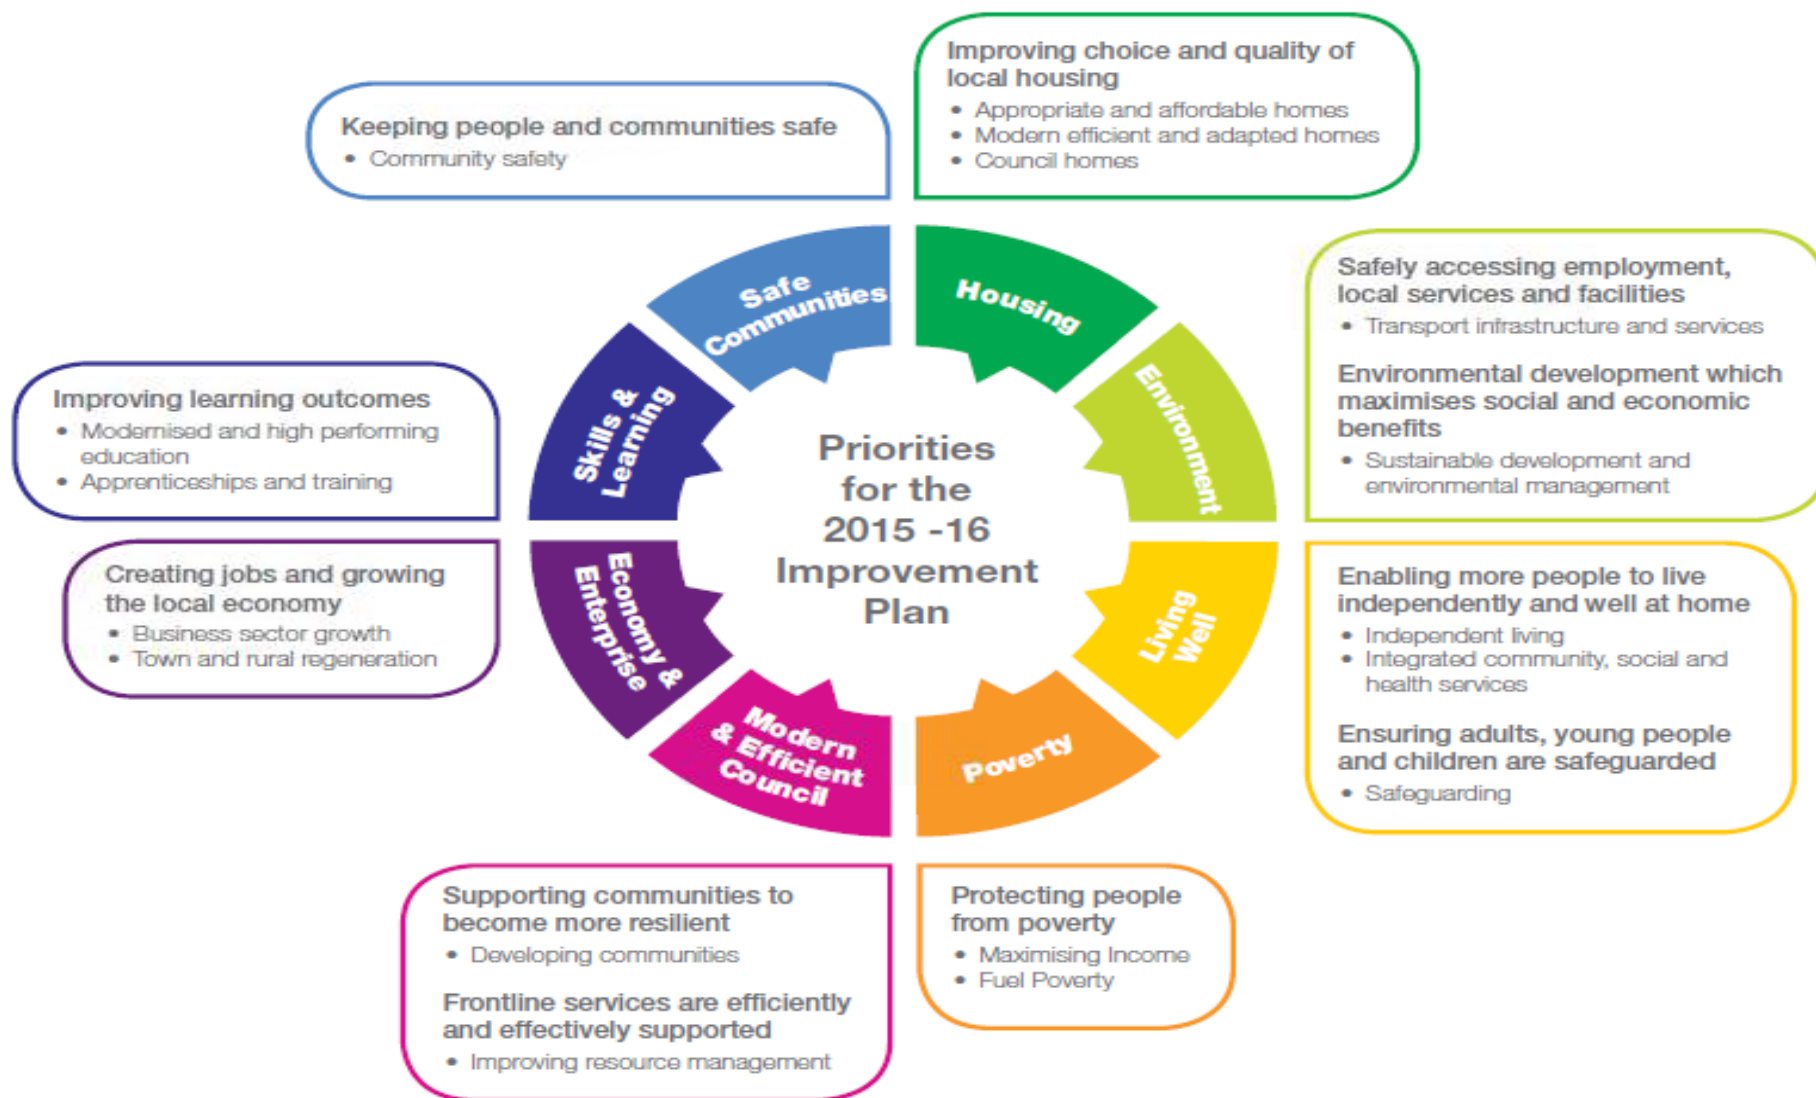 Improving choice and quality of
local housing
• Appropriate and affordable homes
• Modern efficient and adapted homes
• Council homes
Keeping people and communities safe
• Community safety
Safe
Communities
Housing
Safely accessing employment,
local services and facilities
• Transport infrastructure and services
Environmental development which
maximises social and economic
benefits
• Sustainable development and
environmental management
Skills &
Learning
Environment
Improving learning outcomes
• Modernised and high performing
education
• Apprenticeships and training
Priorities
for the
2015 -16
Improvement
Plan
Creating jobs and growing
the local economy
• Business sector growth
• Town and rural regeneration
Economy &
Enterprise
Living
Well
Enabling more people to live
independently and well at home
• Independent living
• Integrated community, social and
health services
Ensuring adults, young people
and children are safeguarded
• Safeguarding
Modern
& Efficient
Council
Poverty
Supporting communities to
become more resilient
• Developing communities
Frontline services are efficiently
and effectively supported
• Improving resource management
Protecting people
from poverty
• Maximising Income
• Fuel Poverty